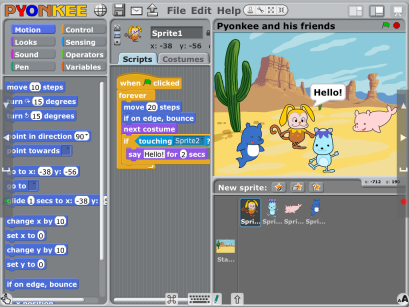 PYONKEE
File Edit Help
Motion
Control
Looks
Sensing
Sound
Operators
Pen
Variables
move 10 steps
turn 15 degrees
turn 15 degrees
point in direction 90
point towards
go to x: -38 y: -56
go to
glide 1 secs to x: -38 y:
change x by 10
set x to 0
change y by 10
set y to 0
if on edge, bounce
x position
Sprite1
x: -38 y: -56
Scripts Costumes
when clicked
forever
move 20 steps
if on edge, bounce
next costume
if touching Sprite2 ?
say Hello! for 2 secs
Pyonkee and his friends
Hello!
x: -712
New sprite:
Spri... Spri... Spri... Spri...
Sta...
A